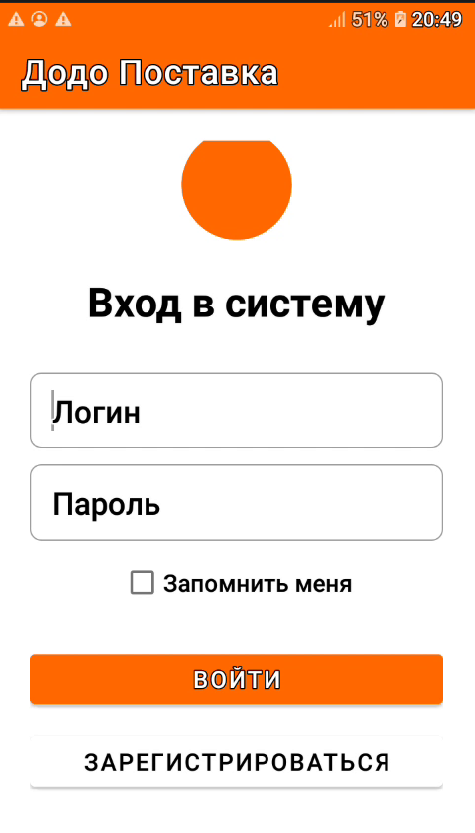 51% 20:49
Додо Поставка
Вход в систему
Логин
Пароль
Запомнить меня
ВОЙТИ
ЗАРЕГИСТРИРОВАТЬСЯ